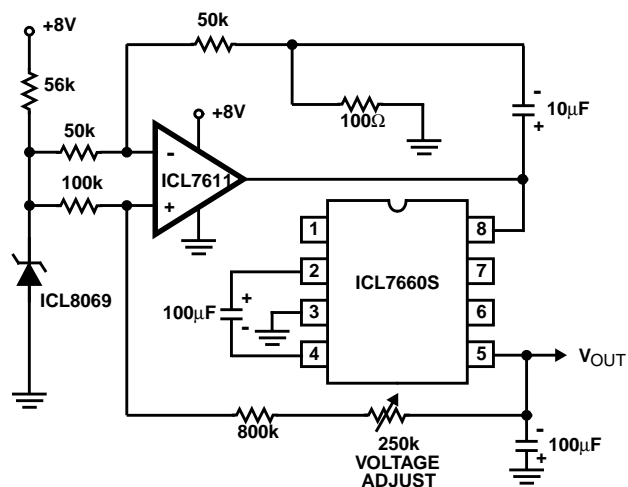 +8V
50k
56k
+8V
100Ω
-
10µF
+
50k
-
ICL7611
100k
+
1
8
2
ICL7660S
7
ICL8069
100µF
+
-
3
6
4
5
VOUT
800k
250k
VOLTAGE
ADJUST
-
100µF
+